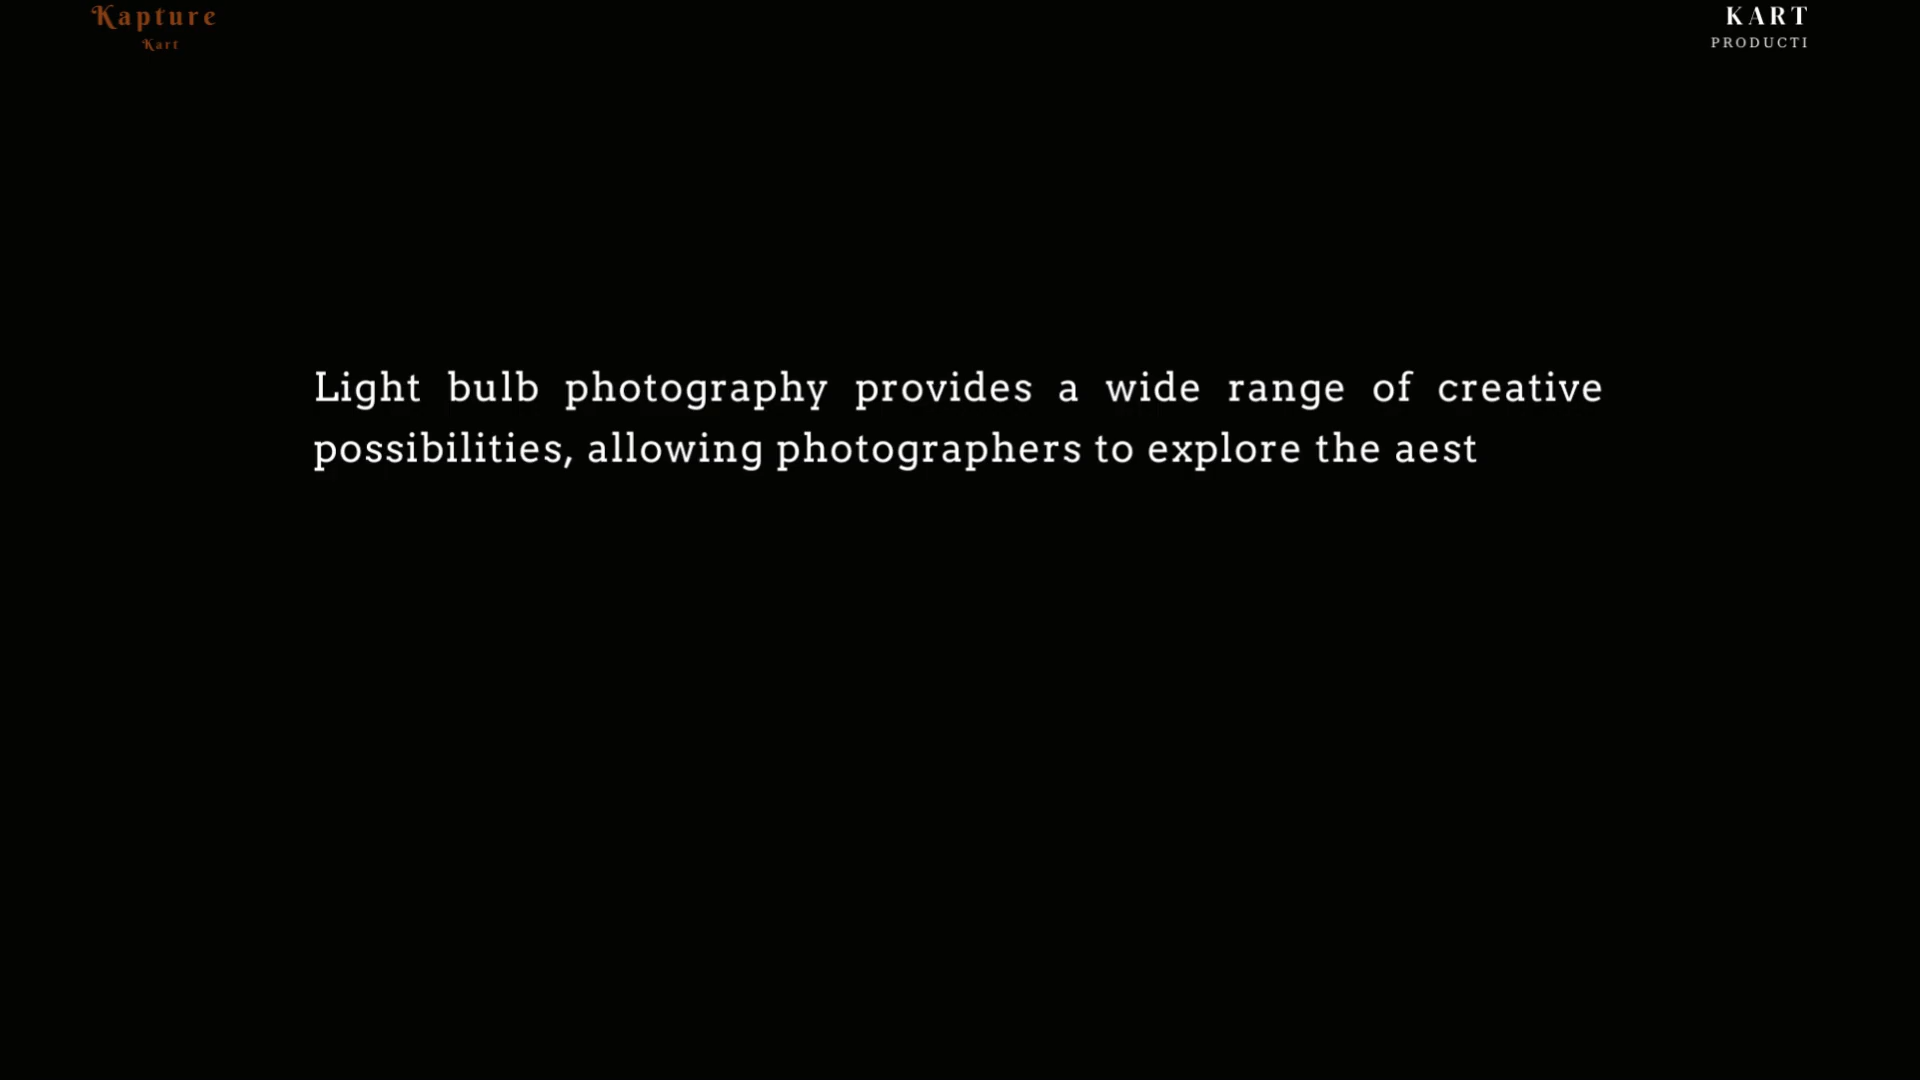 Kapture
Kart
KART
PRODUCTI
Light bulb photography provides a wide range of creative
possibilities, allowing photographers to explore the aest